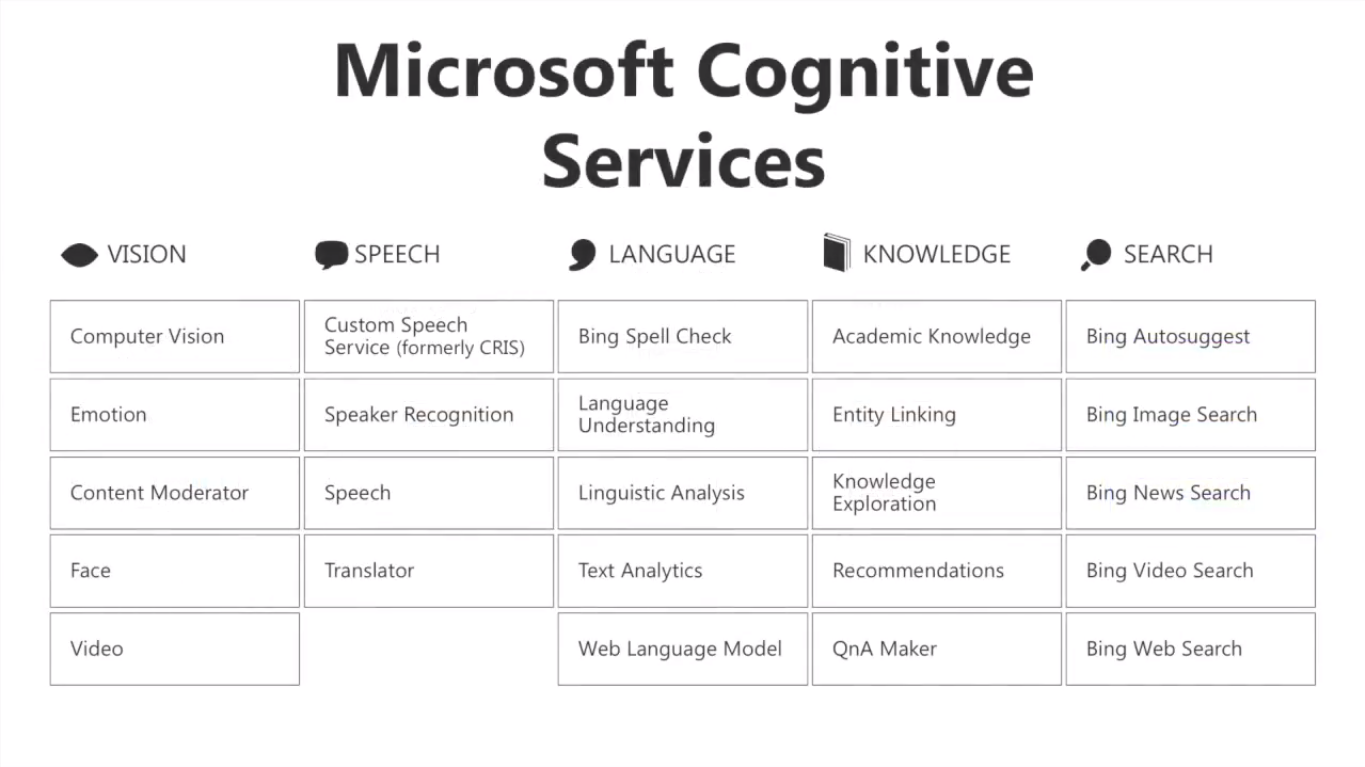 Microsoft Cognitive
Services
VISION
SPEECH
LANGUAGE
KNOWLEDGE
SEARCH
Computer Vision
Custom Speech
Service (formerly CRIS)
Bing Spell Check
Academic Knowledge
Bing Autosuggest
Emotion
Speaker Recognition
Language
Understanding
Entity Linking
Bing Image Search
Content Moderator
Speech
Linguistic Analysis
Knowledge
Exploration
Bing News Search
Face
Translator
Text Analytics
Recommendations
Bing Video Search
Video
Web Language Model
QnA Maker
Bing Web Search